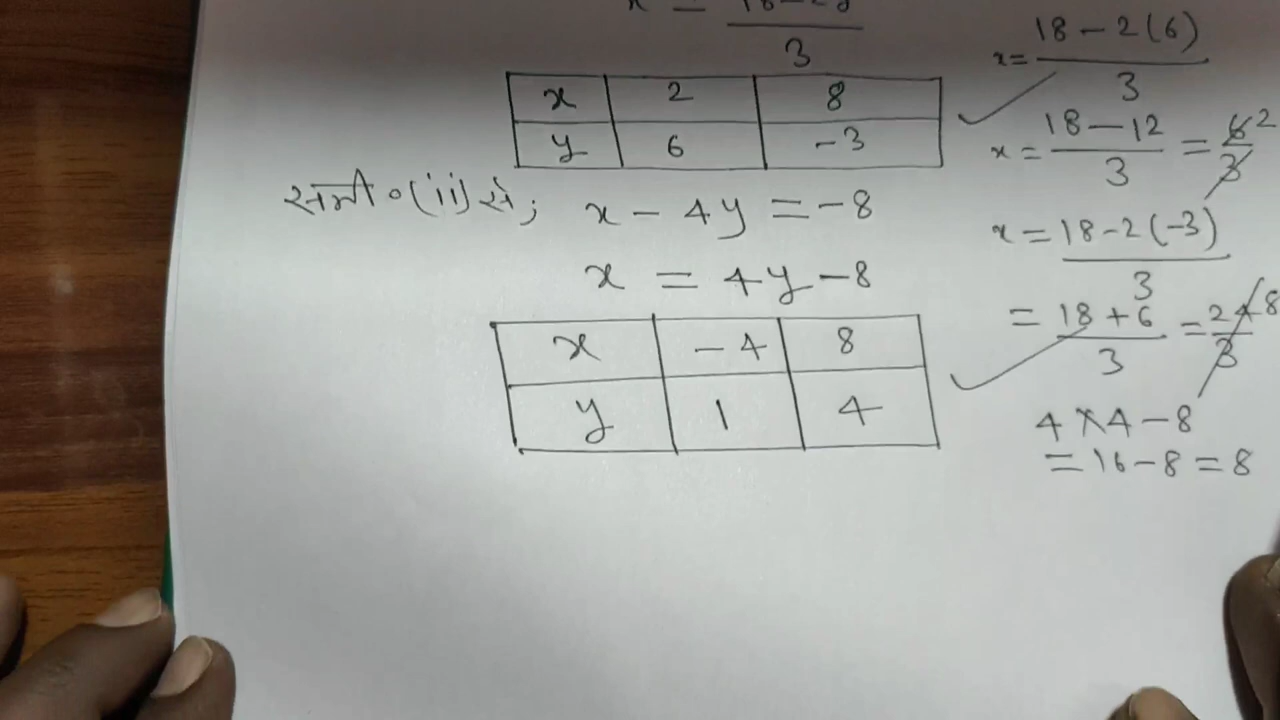 3
x 2 8
y 6 -3
समी०(ii) से; x - 4y = -8
x = 4y - 8
x -4 8
y 1 4
x = 18 - 2(6) / 3
x = 18 - 12 / 3 = 6 / 3 2
x = 18 - 2(-3) / 3
= 18 + 6 / 3 = 24 / 3 8
4 × 4 - 8
= 16 - 8 = 8